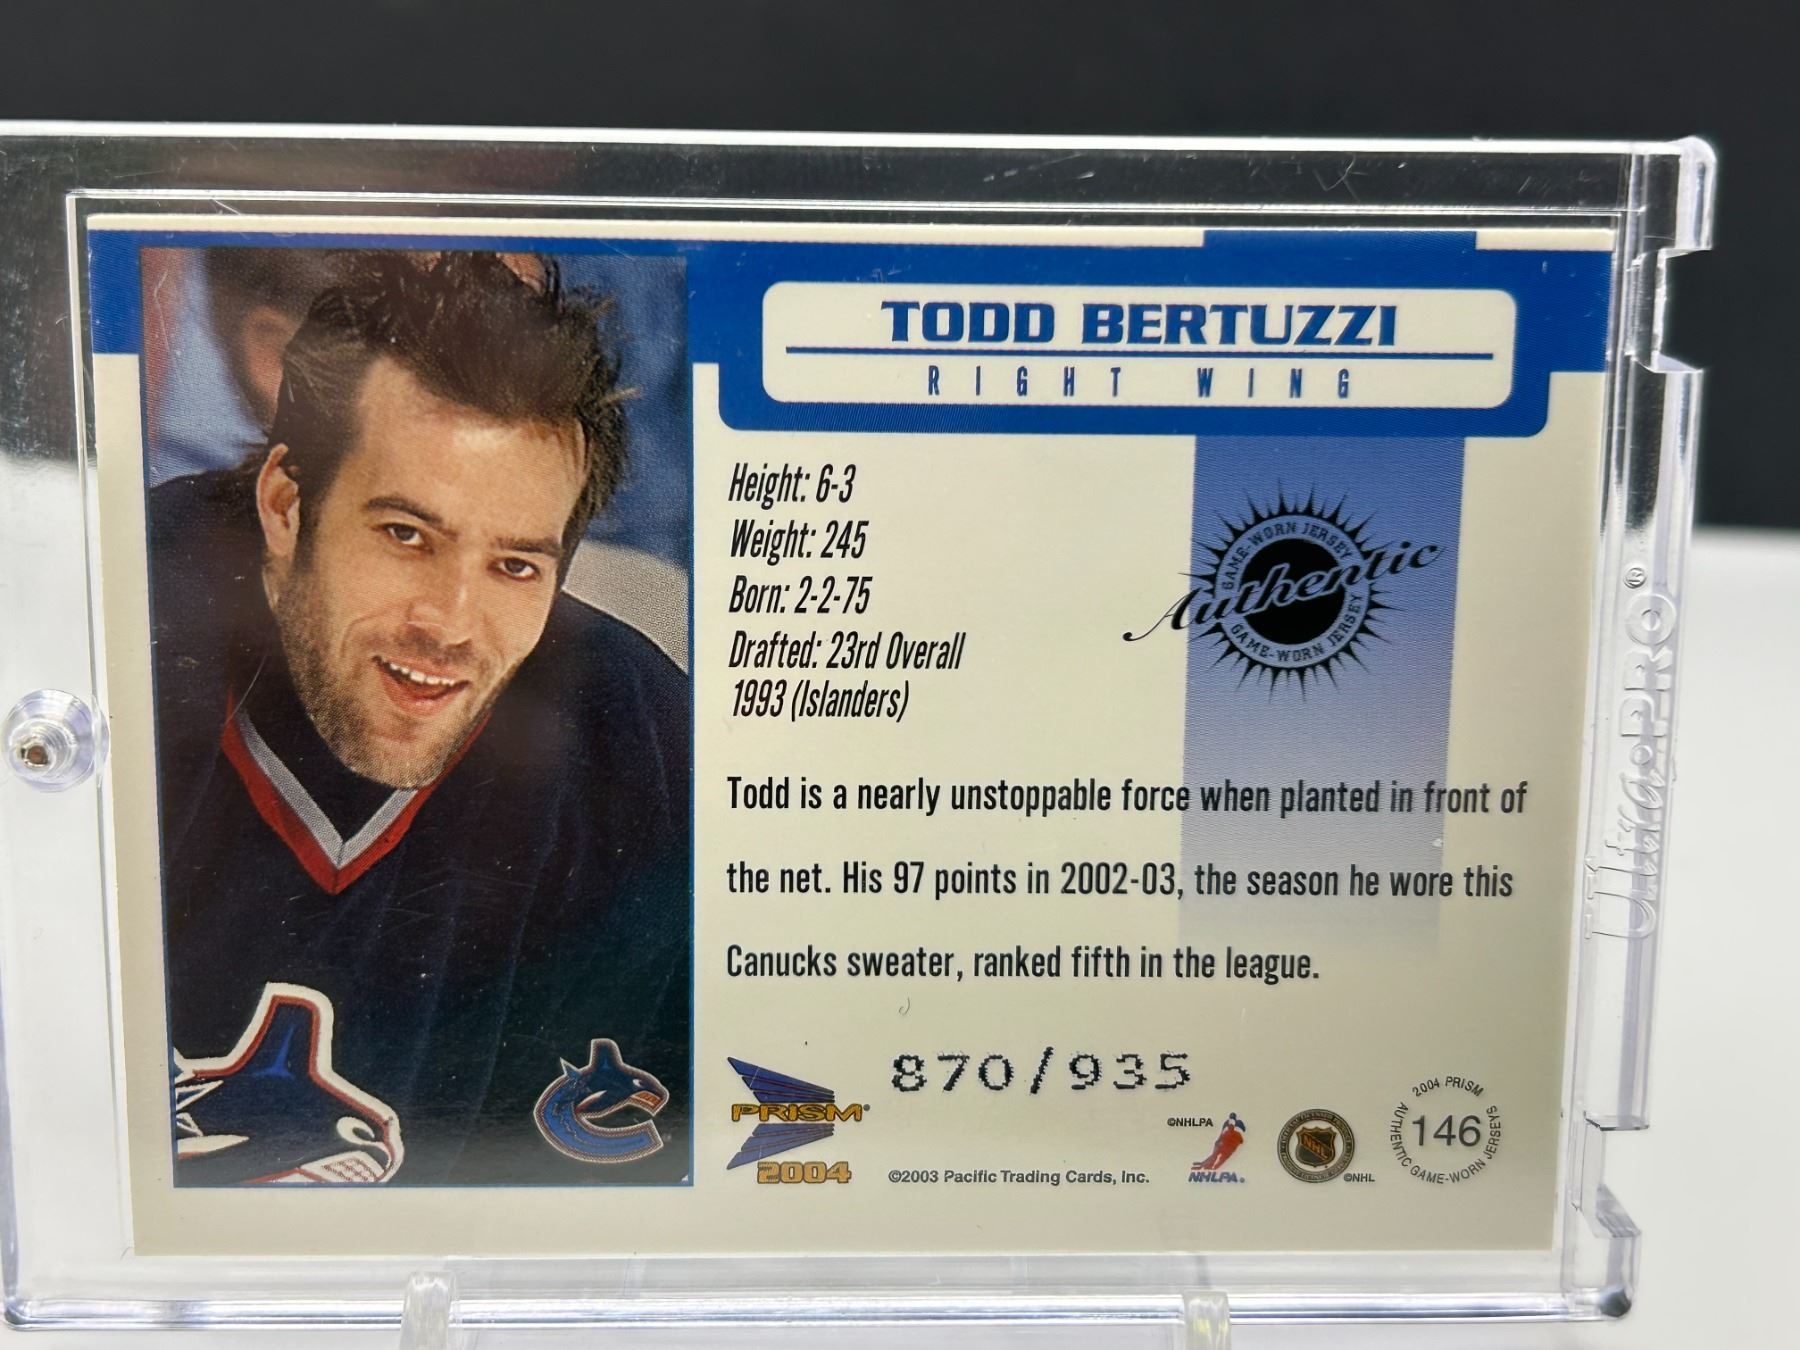 TODD BERTUZZI
RIGHT WING
Height: 6-3
Weight: 245
Born: 2-2-75
Drafted: 23rd Overall
1993 (Islanders)
GAME-WORN JERSEY
Authentic
GAME-WORN JERSEY
Todd is a nearly unstoppable force when planted in front of
the net. His 97 points in 2002-03, the season he wore this
Canucks sweater, ranked fifth in the league.
870/935
PRISM®
2004
©2003 Pacific Trading Cards, Inc.
©NHLPA
NHLPA.
NHL
©NHL
2004 PRISM
146
AUTHENTIC GAME-WORN JERSEYS
Ultra•PRO®